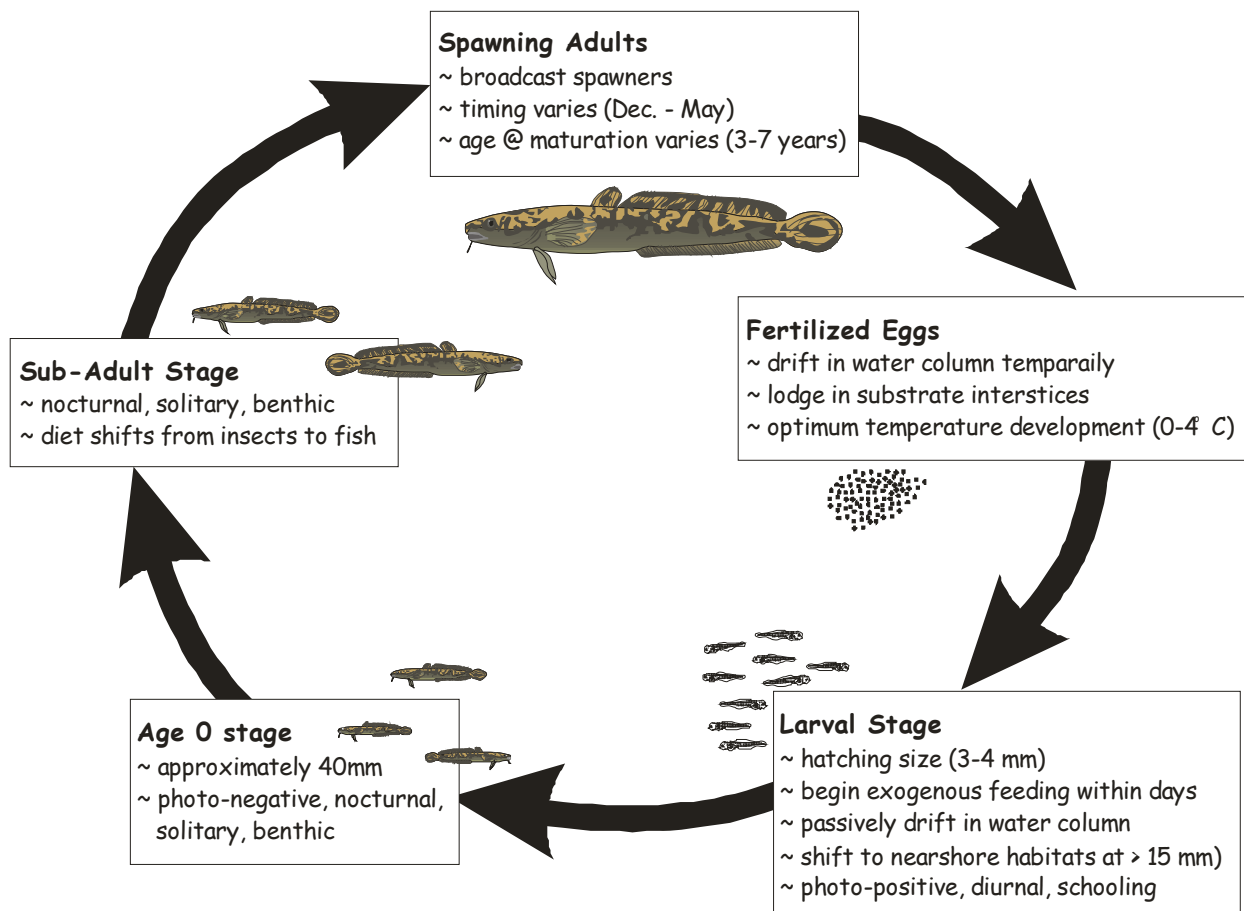 Spawning Adults
~ broadcast spawners
~ timing varies (Dec. - May)
~ age @ maturation varies (3-7 years)
Fertilized Eggs
~ drift in water column temparaily
~ lodge in substrate interstices
~ optimum temperature development (0-4° C)
Larval Stage
~ hatching size (3-4 mm)
~ begin exogenous feeding within days
~ passively drift in water column
~ shift to nearshore habitats at > 15 mm)
~ photo-positive, diurnal, schooling
Age 0 stage
~ approximately 40mm
~ photo-negative, nocturnal,
solitary, benthic
Sub-Adult Stage
~ nocturnal, solitary, benthic
~ diet shifts from insects to fish